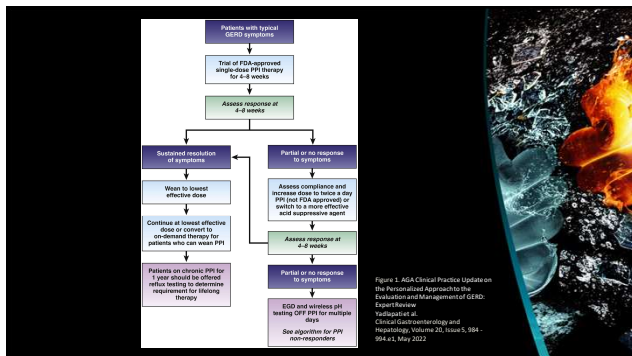 Patients with typical
GERD symptoms
Trial of FDA-approved
single-dose PPI therapy
for 4–8 weeks
Assess response at
4–8 weeks
Sustained resolution
of symptoms
Wean to lowest
effective dose
Continue at lowest effective
dose or convert to
on-demand therapy for
patients who can wean PPI
Patients on chronic PPI for
1 year should be offered
reflux testing to determine
requirement for lifelong
therapy
Partial or no response
to symptoms
Assess compliance and
increase dose to twice a day
PPI (not FDA approved) or
switch to a more effective
acid suppressive agent
Assess response at
4–8 weeks
Partial or no response
to symptoms
EGD and wireless pH
testing OFF PPI for multiple
days
See algorithm for PPI
non-responders
Figure 1. AGA Clinical Practice Update on
the Personalized Approach to the
Evaluation and Management of GERD:
Expert Review
Yadlapati et al.
Clinical Gastroenterology and
Hepatology, Volume 20, Issue 5, 984 -
994.e1, May 2022